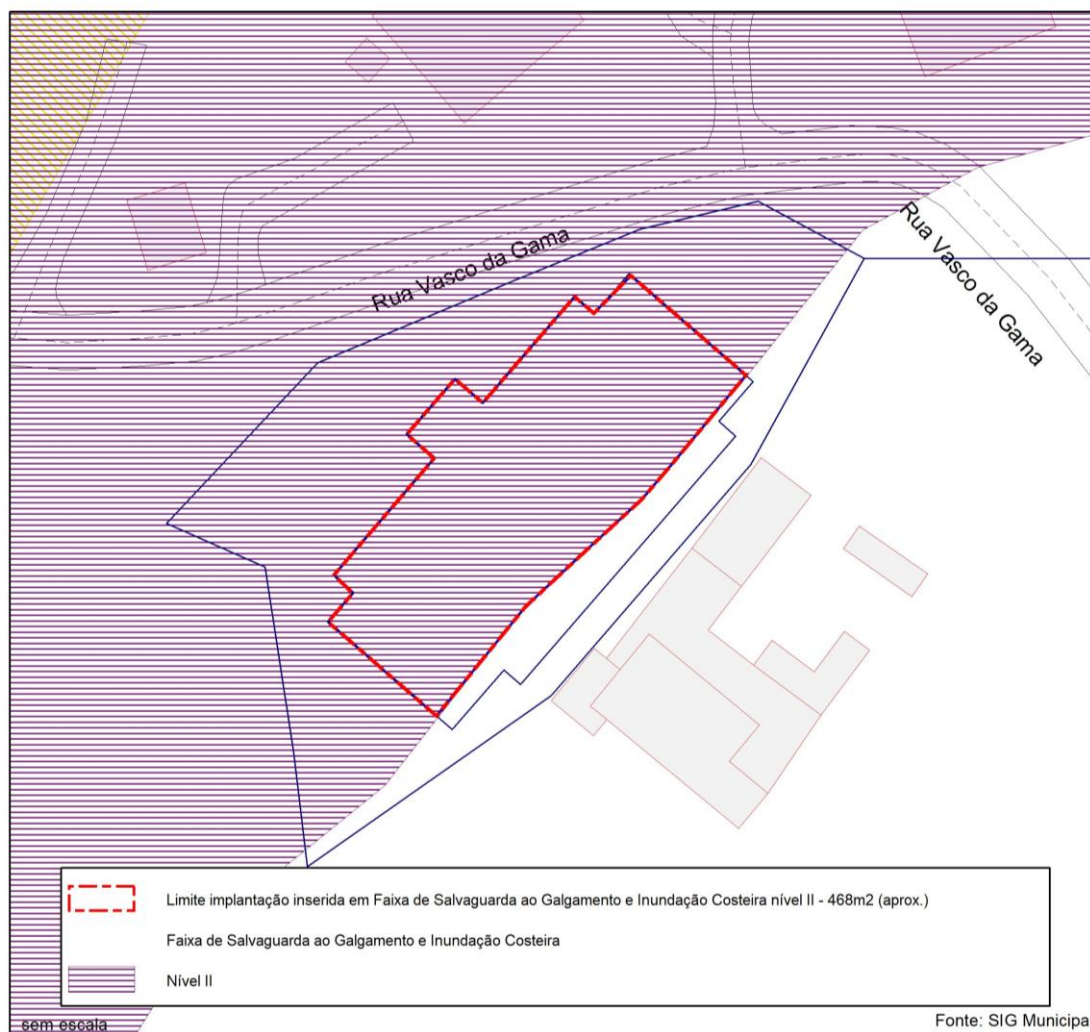 Rua Vasco da Gama
Rua Vasco da Gama
Limite implantação inserida em Faixa de Salvaguarda ao Galgamento e Inundação Costeira nível II - 468m2 (aprox.)
Faixa de Salvaguarda ao Galgamento e Inundação Costeira
Nível II
sem escala
Fonte: SIG Municipa